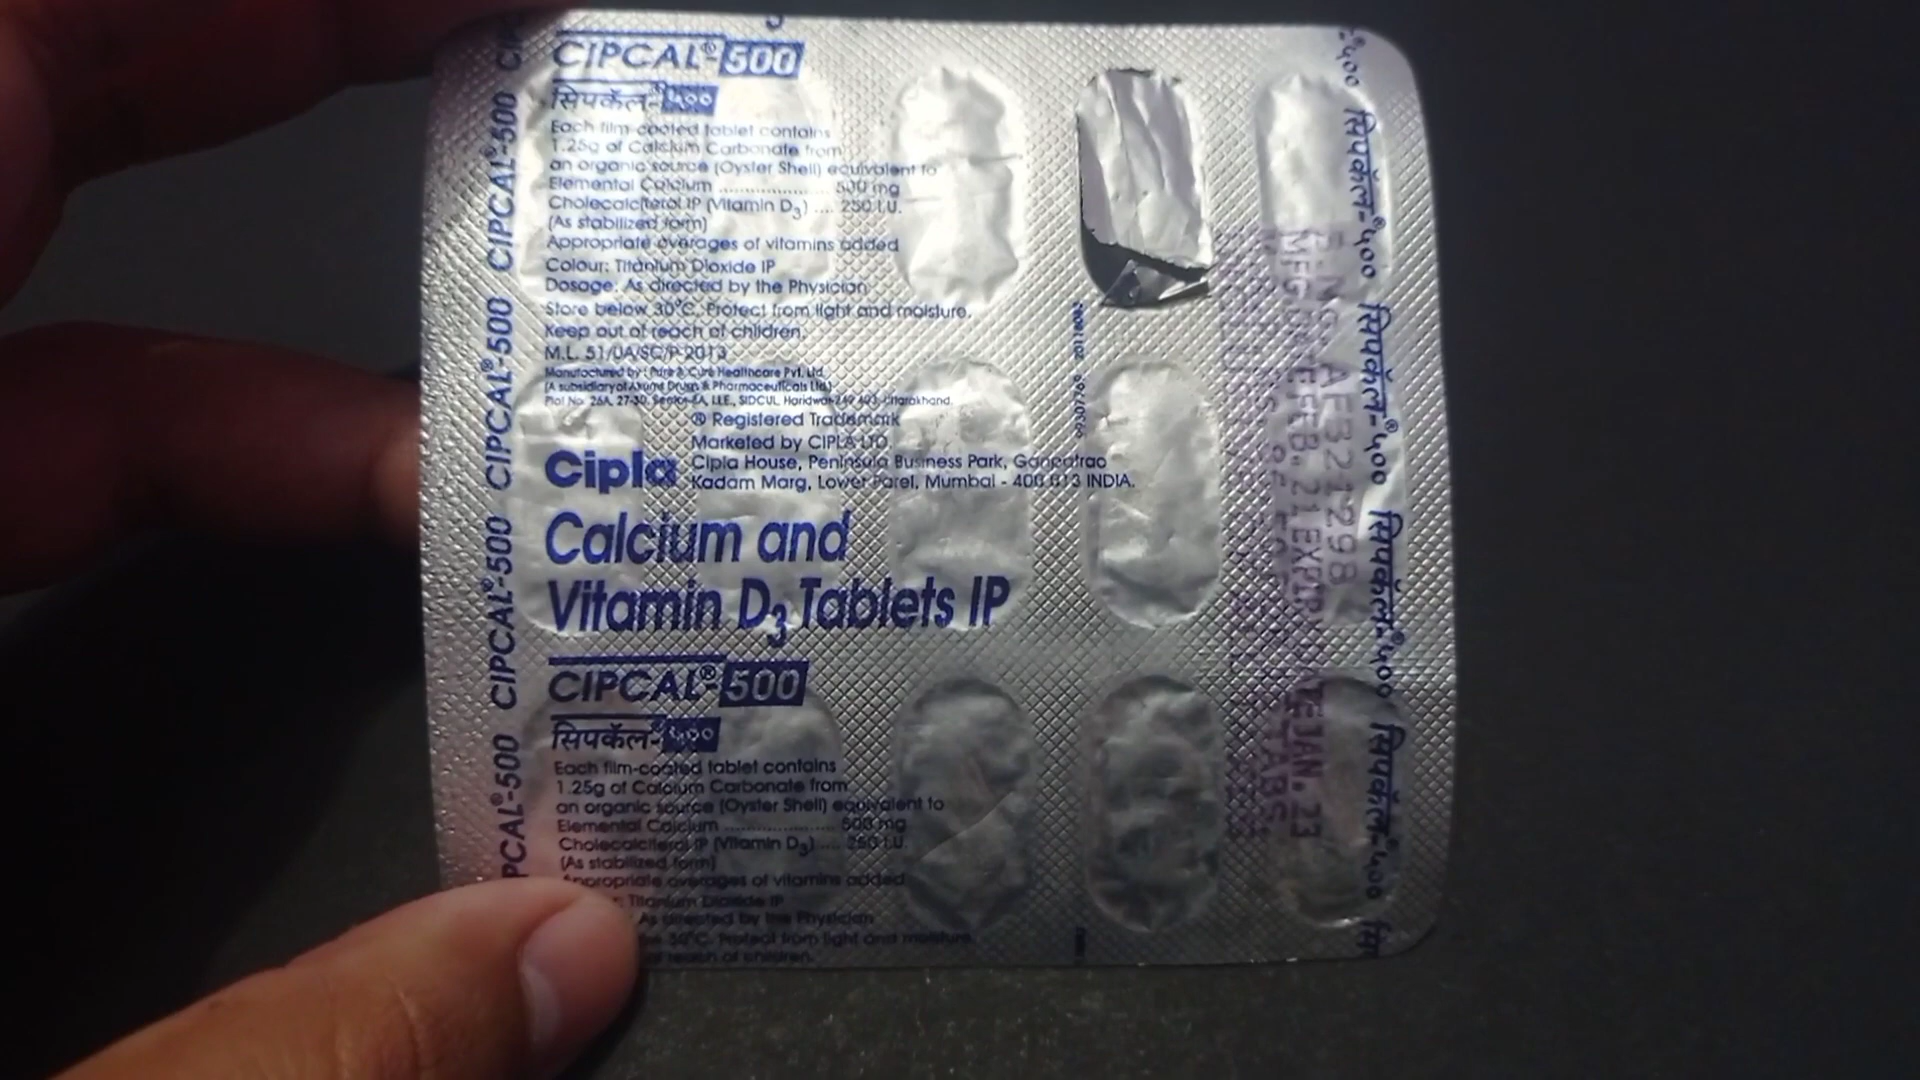 CIPCAL®-500
सिपकॅल-®५००
Each film-coated tablet contains
1.25g of Calcium Carbonate from
an organic source (Oyster Shell) equivalent to
Elemental Calcium .................. 500 mg
Cholecalciferol IP (Vitamin D3) .... 250 I.U.
(As stabilized form)
Appropriate overages of vitamins added
Colour: Titanium Dioxide IP
Dosage: As directed by the Physician
Store below 30°C. Protect from light and moisture.
Keep out of reach of children.
M.L. 51/UA/SC/P-2013
Manufactured by : Pure & Cure Healthcare Pvt. Ltd.
(A subsidiary of Akums Drugs & Pharmaceuticals Ltd.)
Plot No. 26A, 27-30, Sector-8A, I.I.E., SIDCUL, Haridwar-249 403, Uttarakhand.
® Registered Trademark
Marketed by CIPLA LTD.
Cipla
Cipla House, Peninsula Business Park, Ganpatrao
Kadam Marg, Lower Parel, Mumbai - 400 013 INDIA.
Calcium and
Vitamin D3 Tablets IP
CIPCAL®-500
सिपकॅल-®५००
Each film-coated tablet contains
1.25g of Calcium Carbonate from
an organic source (Oyster Shell) equivalent to
Elemental Calcium .................. 500 mg
Cholecalciferol IP (Vitamin D3) .... 250 I.U.
(As stabilized form)
Appropriate overages of vitamins added
Titanium Dioxide IP
As directed by the Physician
30°C. Protect from light and moisture.
of reach of children.
CIPCAL®-500 CIPCAL®-500 CIPCAL®-500 CIPCAL®-500
सिपकॅल-®५०० सिपकॅल-®५०० सिपकॅल-®५०० सिपकॅल-®५००
AE321298
FEB.21 JAN.23